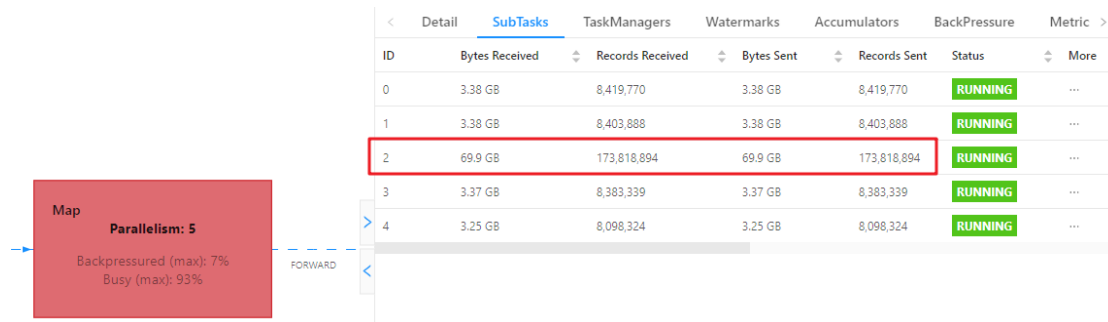 < Detail SubTasks TaskManagers Watermarks Accumulators BackPressure Metric >
ID Bytes Received Records Received Bytes Sent Records Sent Status More
0 3.38 GB 8,419,770 3.38 GB 8,419,770 RUNNING ...
1 3.38 GB 8,403,888 3.38 GB 8,403,888 RUNNING ...
2 69.9 GB 173,818,894 69.9 GB 173,818,894 RUNNING ...
3 3.37 GB 8,383,339 3.37 GB 8,383,339 RUNNING ...
4 3.25 GB 8,098,324 3.25 GB 8,098,324 RUNNING ...
Map
Parallelism: 5
Backpressured (max): 7%
Busy (max): 93%
FORWARD